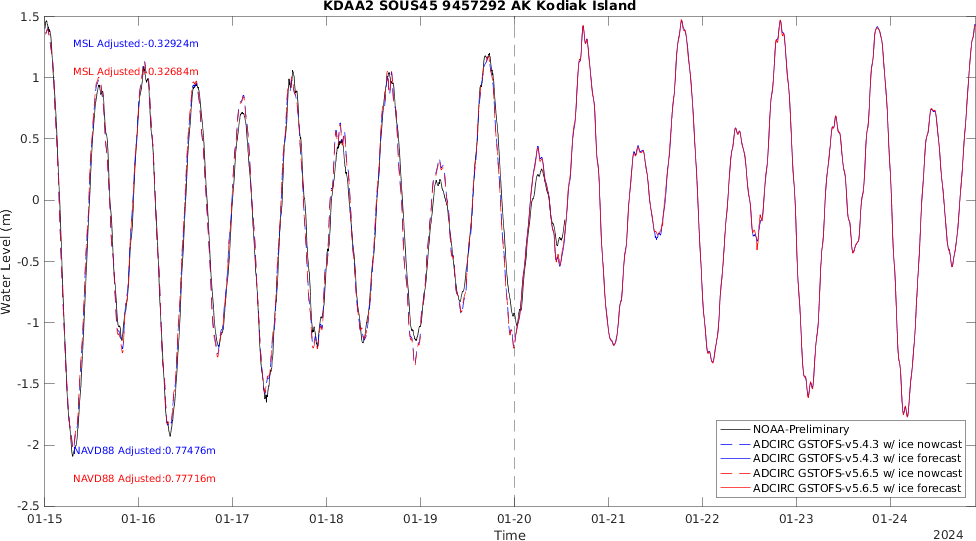 KDAA2 SOUS45 9457292 AK Kodiak Island
Water Level (m)
1.5
1
0.5
0
-0.5
-1
-1.5
-2
-2.5
MSL Adjusted:-0.32924m
MSL Adjusted:-0.32684m
NAVD88 Adjusted:0.77476m
NAVD88 Adjusted:0.77716m
NOAA-Preliminary
ADCIRC GSTOFS-v5.4.3 w/ ice nowcast
ADCIRC GSTOFS-v5.4.3 w/ ice forecast
ADCIRC GSTOFS-v5.6.5 w/ ice nowcast
ADCIRC GSTOFS-v5.6.5 w/ ice forecast
01-15 01-16 01-17 01-18 01-19 01-20 01-21 01-22 01-23 01-24
Time
2024